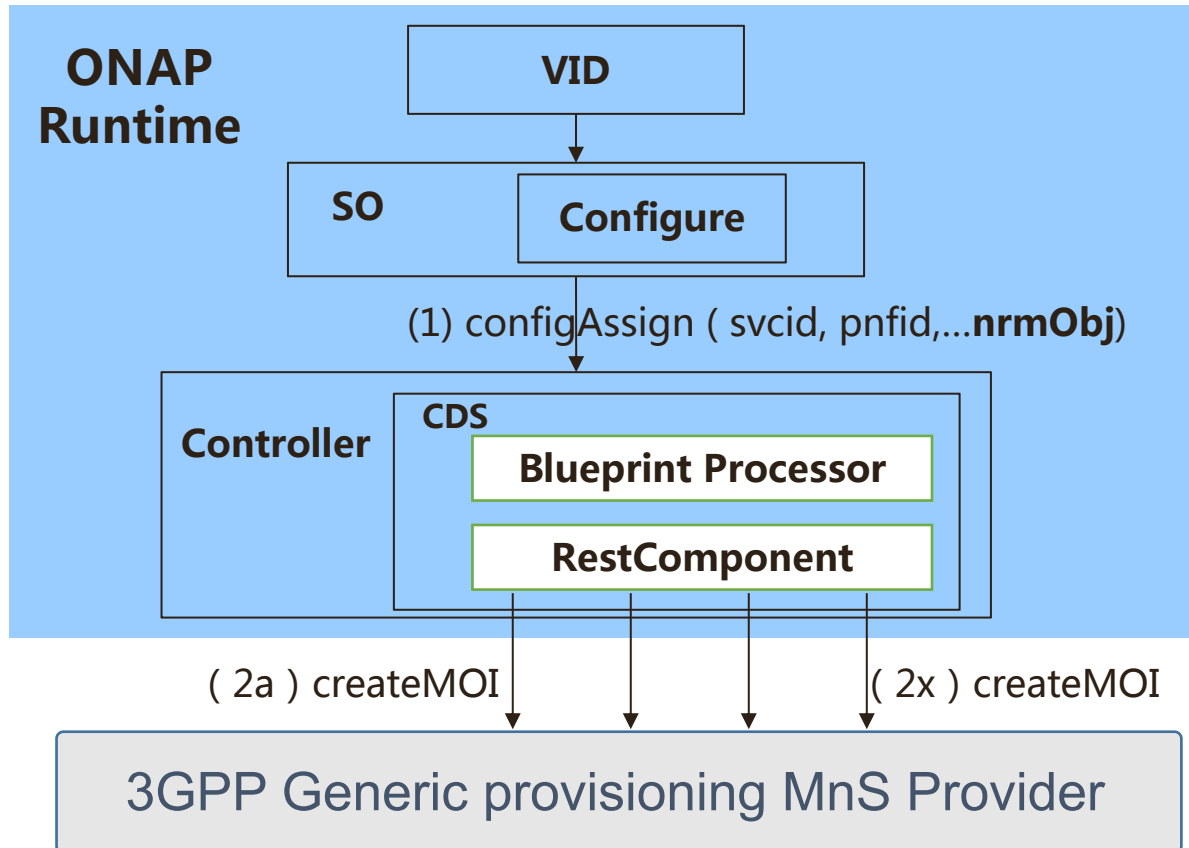 ONAP
Runtime
VID
SO
Configure
(1) configAssign ( svcid, pnfid,...nrmObj)
Controller
CDS
Blueprint Processor
RestComponent
( 2a ) createMOI
( 2x ) createMOI
3GPP Generic provisioning MnS Provider